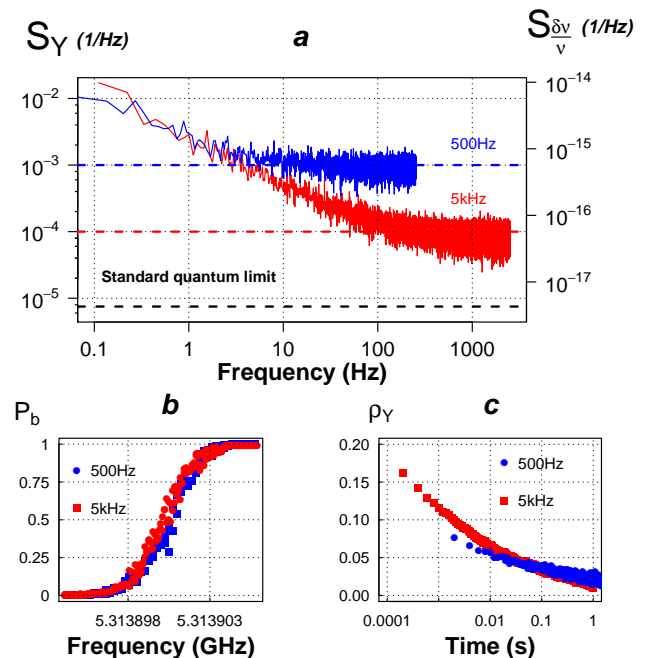 S_Y (1/Hz) a S_{δν/ν} (1/Hz)
10^{-2} 10^{-14}
10^{-3} 500Hz 10^{-15}
5kHz
10^{-4} 10^{-16}
Standard quantum limit 10^{-17}
10^{-5}
0.1 1 10 100 1000
Frequency (Hz)
P_b b
1
0.75
0.5
0.25
0
500Hz
5kHz
5.313898 5.313903
Frequency (GHz)
ρ_Y c
0.20
0.15
0.10
0.05
0.00
500Hz
5kHz
0.0001 0.01 0.1 1
Time (s)